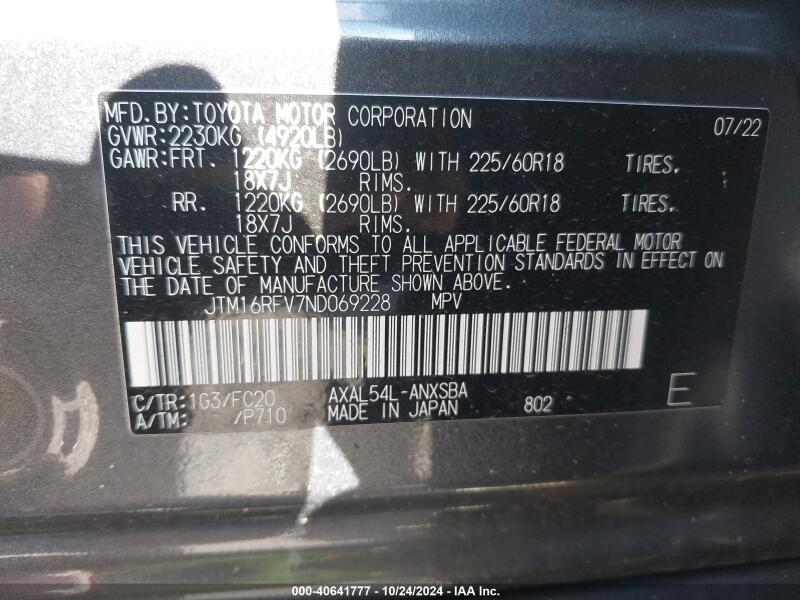 MFD.BY:TOYOTA MOTOR CORPORATION 07/22
GVWR:2230KG (4920LB)
GAWR:FRT. 1220KG (2690LB) WITH 225/60R18 TIRES.
18X7J RIMS.
RR. 1220KG (2690LB) WITH 225/60R18 TIRES.
18X7J RIMS.
THIS VEHICLE CONFORMS TO ALL APPLICABLE FEDERAL MOTOR
VEHICLE SAFETY AND THEFT PREVENTION STANDARDS IN EFFECT ON
THE DATE OF MANUFACTURE SHOWN ABOVE.
JTM16RFV7ND069228 MPV
C/TR:1G3/FC20 AXAL54L-ANXSBA
A/TM: /P710 MADE IN JAPAN 802 E
000-40641777 - 10/24/2024 - IAA Inc.